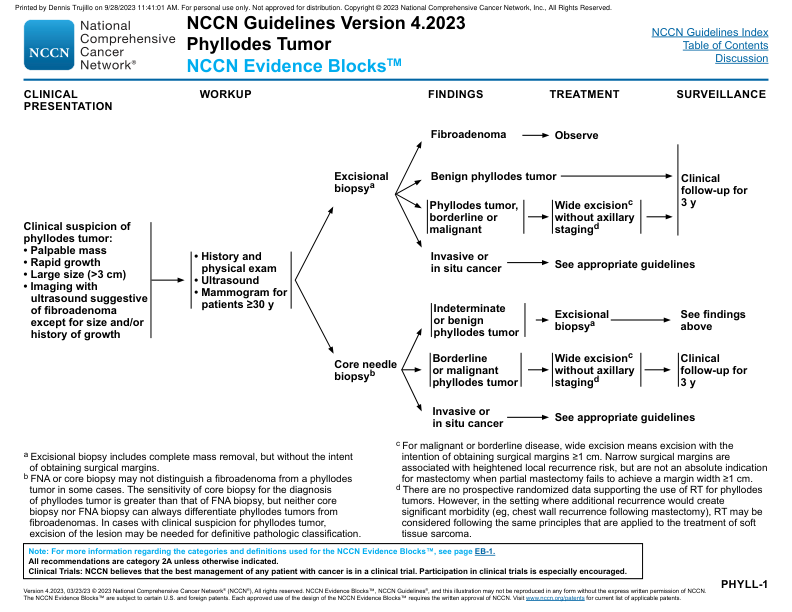 Printed by Dennis Trujillo on 9/28/2023 11:41:01 AM. For personal use only. Not approved for distribution. Copyright © 2023 National Comprehensive Cancer Network, Inc., All Rights Reserved.
NCCN
National
Comprehensive
Cancer
Network®
NCCN Guidelines Version 4.2023
Phyllodes Tumor
NCCN Evidence Blocks™
NCCN Guidelines Index
Table of Contents
Discussion
CLINICAL
PRESENTATION
WORKUP
FINDINGS
TREATMENT
SURVEILLANCE
Clinical suspicion of
phyllodes tumor:
• Palpable mass
• Rapid growth
• Large size (>3 cm)
• Imaging with
ultrasound suggestive
of fibroadenoma
except for size and/or
history of growth
• History and
physical exam
• Ultrasound
• Mammogram for
patients ≥30 y
Excisional
biopsya
Fibroadenoma
Observe
Benign phyllodes tumor
Phyllodes tumor,
borderline or
malignant
Wide excisionc
without axillary
stagingd
Clinical
follow-up for
3 y
Invasive or
in situ cancer
See appropriate guidelines
Core needle
biopsyb
Indeterminate
or benign
phyllodes tumor
Excisional
biopsya
See findings
above
Borderline
or malignant
phyllodes tumor
Wide excisionc
without axillary
stagingd
Clinical
follow-up for
3 y
Invasive or
in situ cancer
See appropriate guidelines
a Excisional biopsy includes complete mass removal, but without the intent
of obtaining surgical margins.
b FNA or core biopsy may not distinguish a fibroadenoma from a phyllodes
tumor in some cases. The sensitivity of core biopsy for the diagnosis
of phyllodes tumor is greater than that of FNA biopsy, but neither core
biopsy nor FNA biopsy can always differentiate phyllodes tumors from
fibroadenomas. In cases with clinical suspicion for phyllodes tumor,
excision of the lesion may be needed for definitive pathologic classification.
c For malignant or borderline disease, wide excision means excision with the
intention of obtaining surgical margins ≥1 cm. Narrow surgical margins are
associated with heightened local recurrence risk, but are not an absolute indication
for mastectomy when partial mastectomy fails to achieve a margin width ≥1 cm.
d There are no prospective randomized data supporting the use of RT for phyllodes
tumors. However, in the setting where additional recurrence would create
significant morbidity (eg, chest wall recurrence following mastectomy), RT may be
considered following the same principles that are applied to the treatment of soft
tissue sarcoma.
Note: For more information regarding the categories and definitions used for the NCCN Evidence Blocks™, see page EB-1.
All recommendations are category 2A unless otherwise indicated.
Clinical Trials: NCCN believes that the best management of any patient with cancer is in a clinical trial. Participation in clinical trials is especially encouraged.
PHYLL-1
Version 4.2023, 03/23/23 © 2023 National Comprehensive Cancer Network® (NCCN®), All rights reserved. NCCN Evidence Blocks™, NCCN Guidelines®, and this illustration may not be reproduced in any form without the express written permission of NCCN.
The NCCN Evidence Blocks™ are subject to certain U.S. and foreign patents. Each approved use of the design of the NCCN Evidence Blocks™ requires the written approval of NCCN. Visit www.nccn.org/patents for current list of applicable patents.